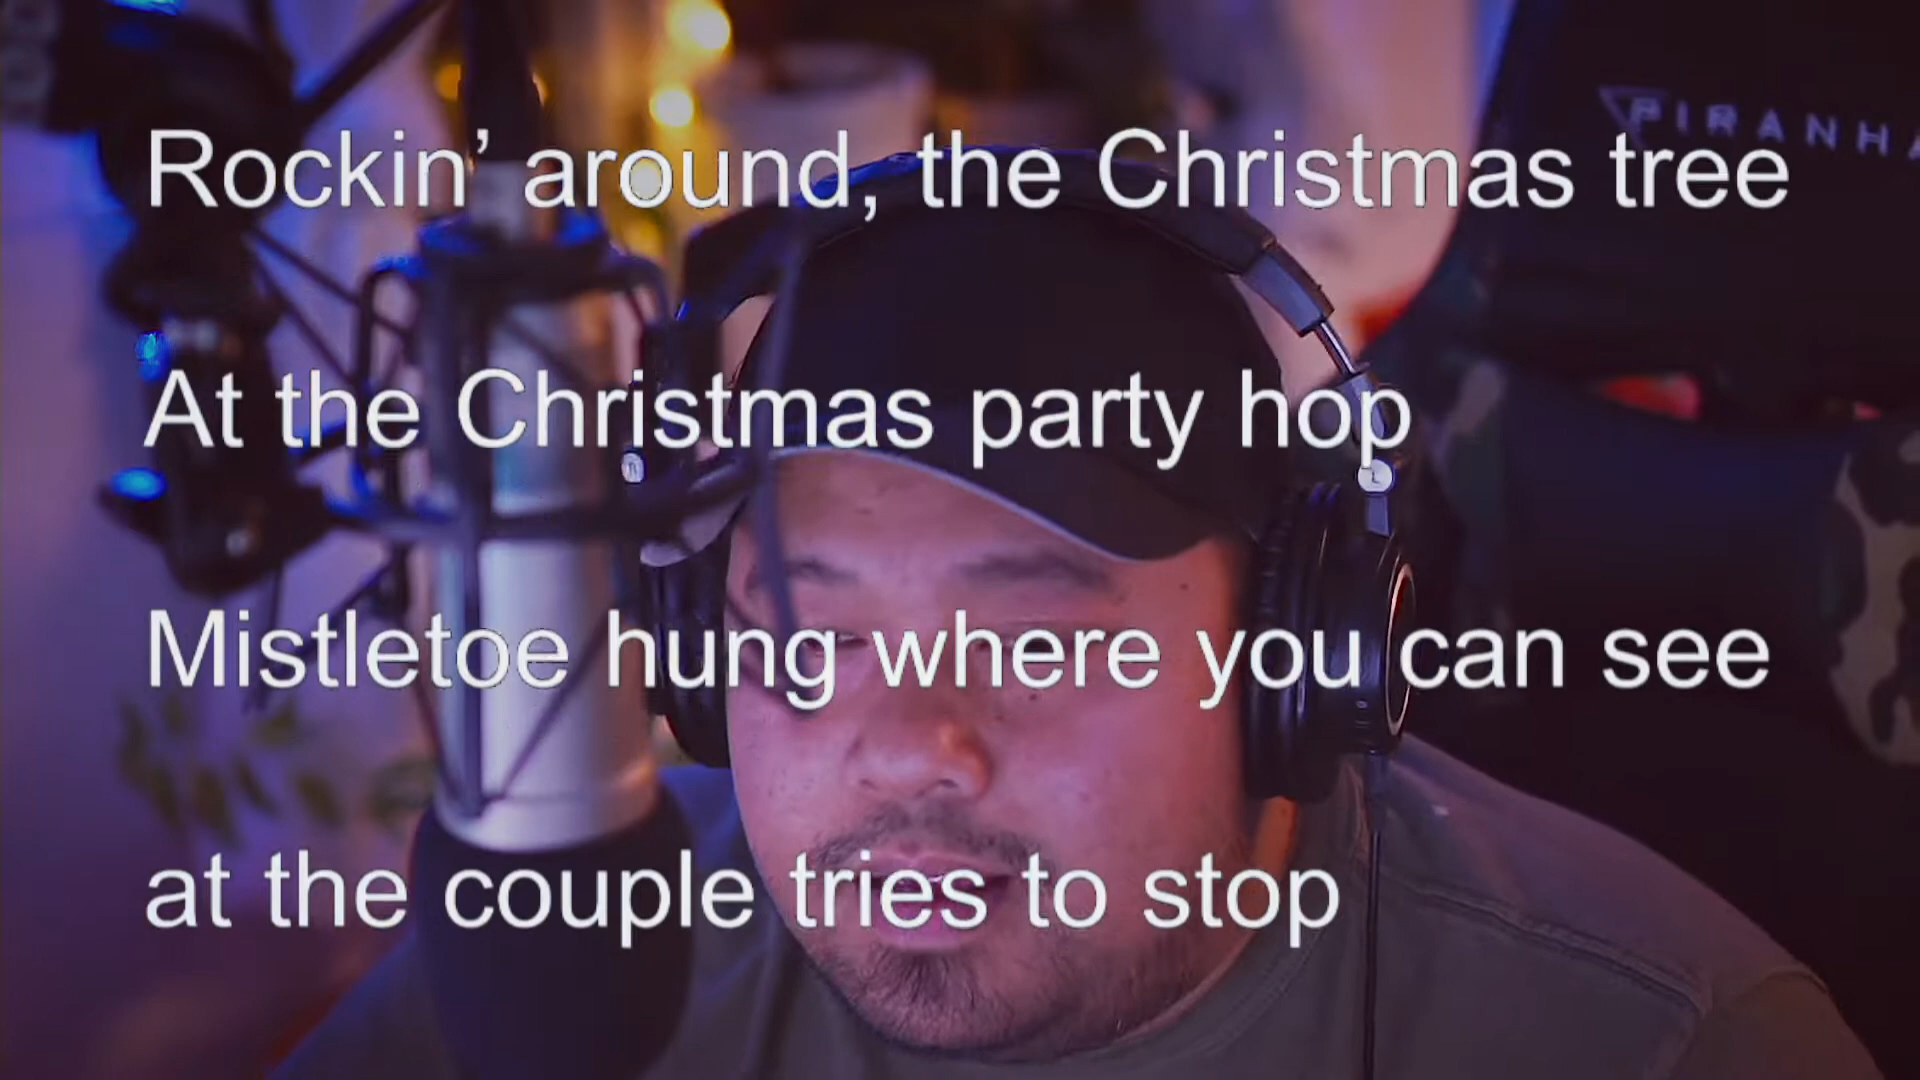 PIRANHA
Rockin’ around, the Christmas tree
At the Christmas party hop
Mistletoe hung where you can see
at the couple tries to stop